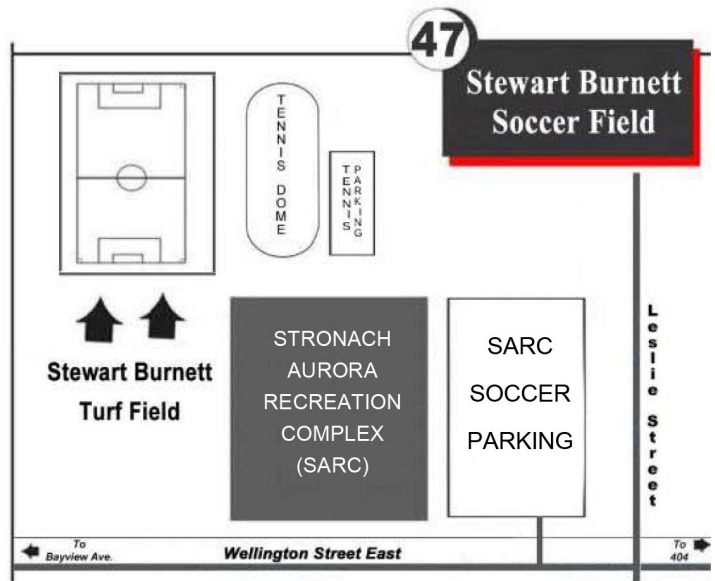 47
Stewart Burnett
Soccer Field
TENNIS DOME
TENNIS
PARKING
Stewart Burnett
Turf Field
STRONACH
AURORA
RECREATION
COMPLEX
(SARC)
SARC
SOCCER
PARKING
Leslie Street
To
Bayview Ave.
Wellington Street East
To
404